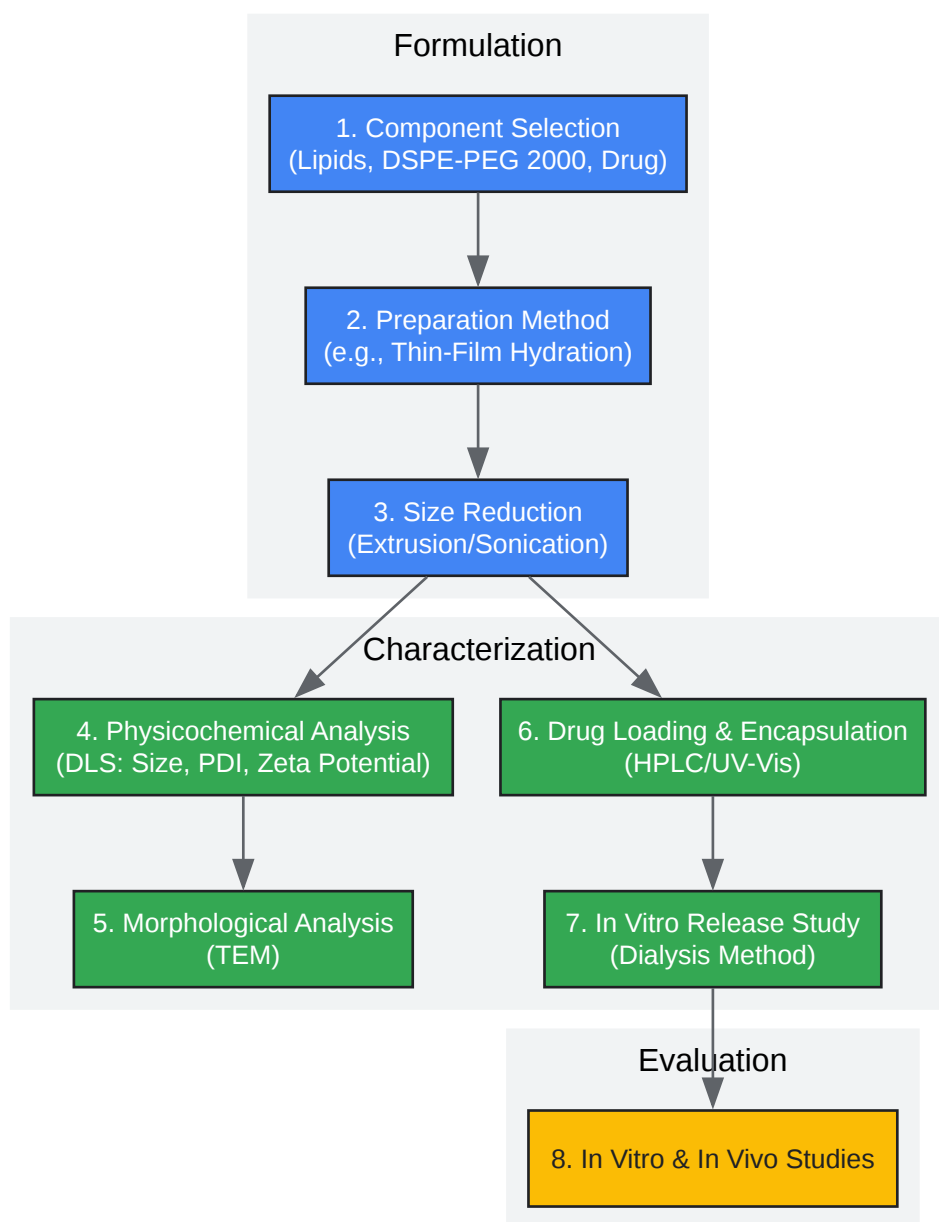 Formulation
1. Component Selection
(Lipids, DSPE-PEG 2000, Drug)
2. Preparation Method
(e.g., Thin-Film Hydration)
3. Size Reduction
(Extrusion/Sonication)
Characterization
4. Physicochemical Analysis
(DLS: Size, PDI, Zeta Potential)
6. Drug Loading & Encapsulation
(HPLC/UV-Vis)
5. Morphological Analysis
(TEM)
7. In Vitro Release Study
(Dialysis Method)
Evaluation
8. In Vitro & In Vivo Studies